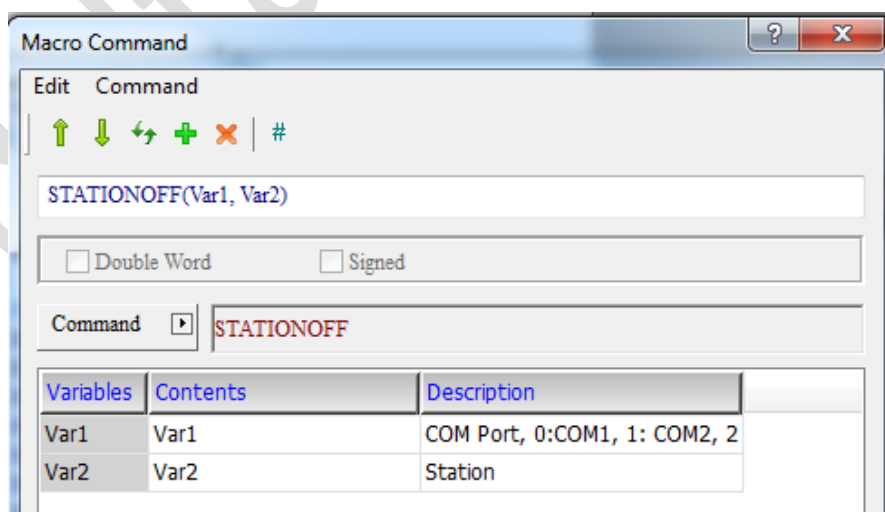 Macro Command
Edit Command
#
STATIONOFF(Var1, Var2)
Double Word Signed
Command STATIONOFF
Variables Contents Description
Var1 Var1 COM Port, 0:COM1, 1: COM2, 2
Var2 Var2 Station